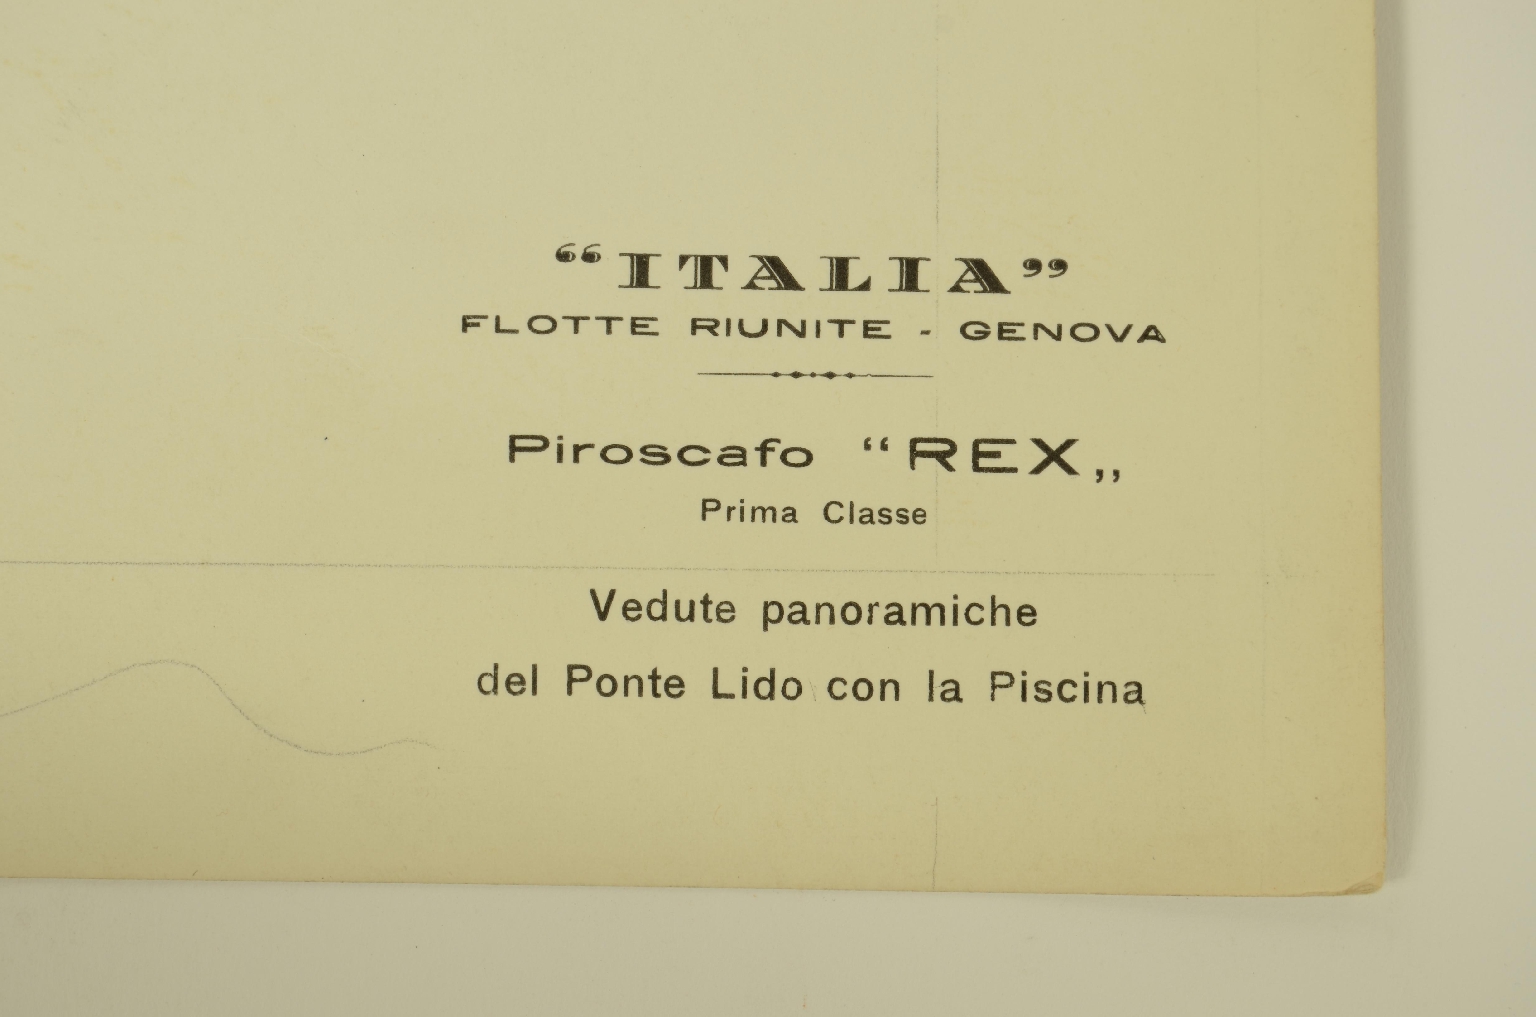 “ITALIA”
FLOTTE RIUNITE - GENOVA
Piroscafo “REX„
Prima Classe
Vedute panoramiche
del Ponte Lido con la Piscina